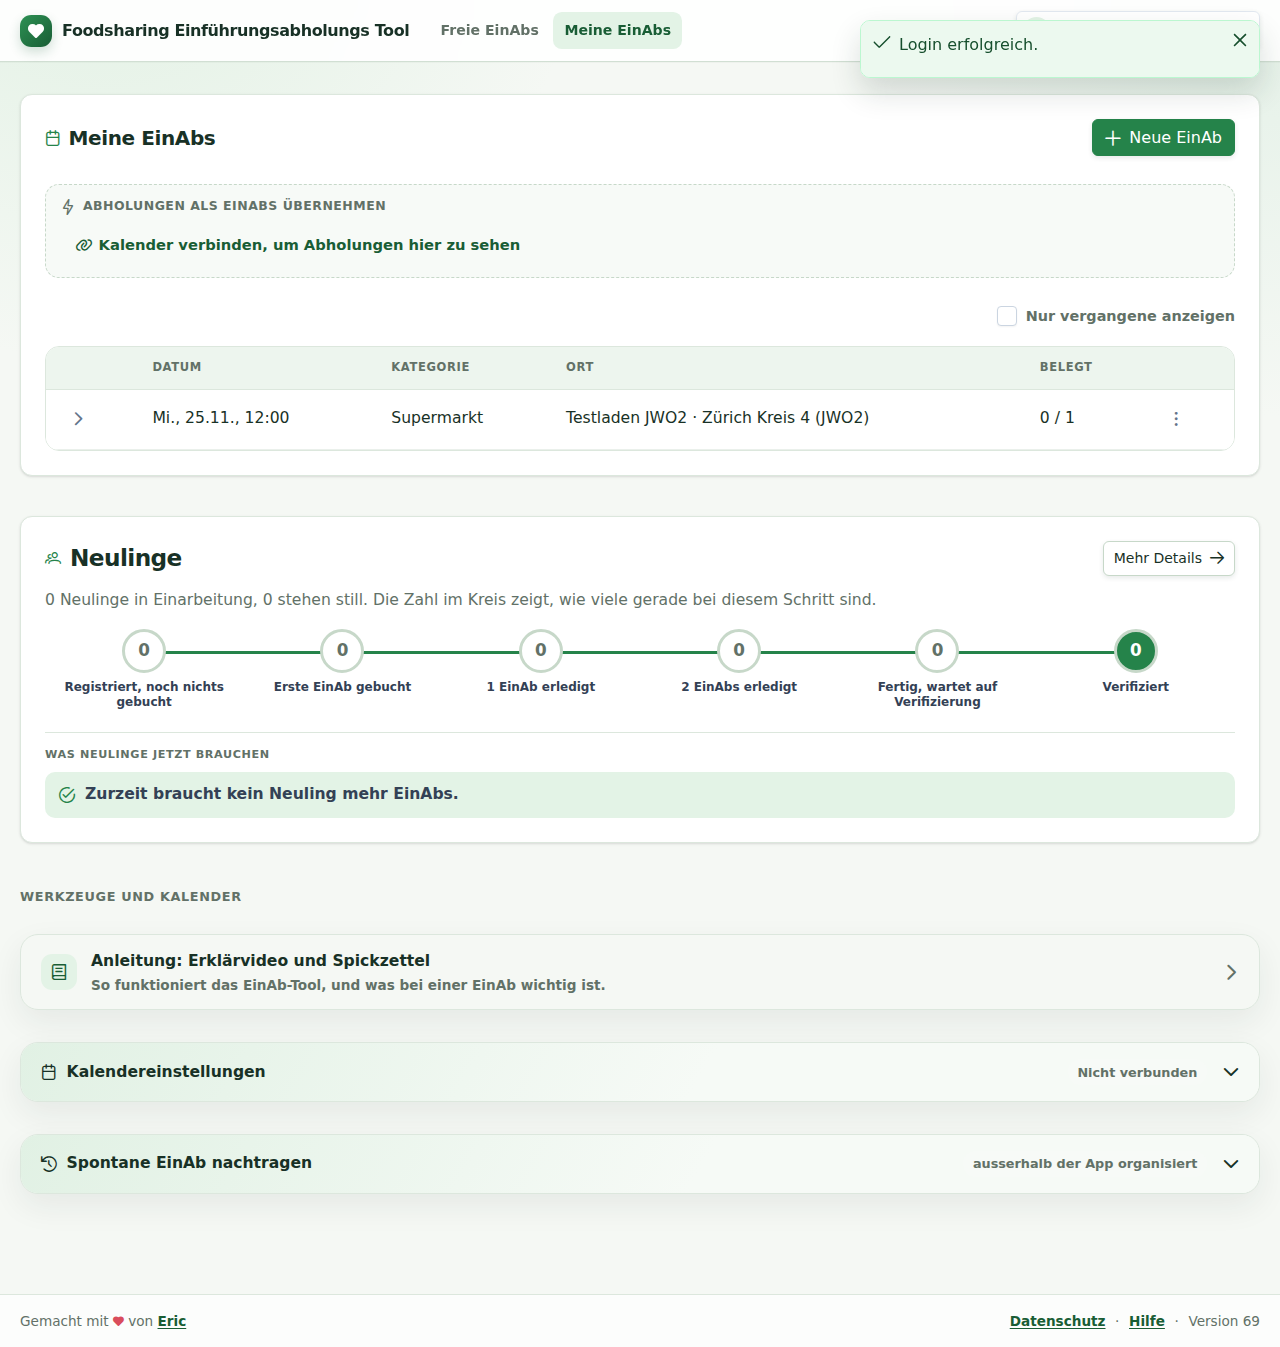 Foodsharing Einführungsabholungs Tool
Freie EinAbs
Meine EinAbs
Login erfolgreich.
Meine EinAbs
Neue EinAb
ABHOLUNGEN ALS EINABS ÜBERNEHMEN
Kalender verbinden, um Abholungen hier zu sehen
Nur vergangene anzeigen
DATUM KATEGORIE ORT BELEGT
Mi., 25.11., 12:00 Supermarkt Testladen JWO2 · Zürich Kreis 4 (JWO2) 0 / 1
Neulinge
Mehr Details
0 Neulinge in Einarbeitung, 0 stehen still. Die Zahl im Kreis zeigt, wie viele gerade bei diesem Schritt sind.
0 0 0 0 0 0
Registriert, noch nichts gebucht
Erste EinAb gebucht
1 EinAb erledigt
2 EinAbs erledigt
Fertig, wartet auf Verifizierung
Verifiziert
WAS NEULINGE JETZT BRAUCHEN
Zurzeit braucht kein Neuling mehr EinAbs.
WERKZEUGE UND KALENDER
Anleitung: Erklärvideo und Spickzettel
So funktioniert das EinAb-Tool, und was bei einer EinAb wichtig ist.
Kalendereinstellungen
Nicht verbunden
Spontane EinAb nachtragen
ausserhalb der App organisiert
Gemacht mit ♥ von Eric
Datenschutz · Hilfe · Version 69